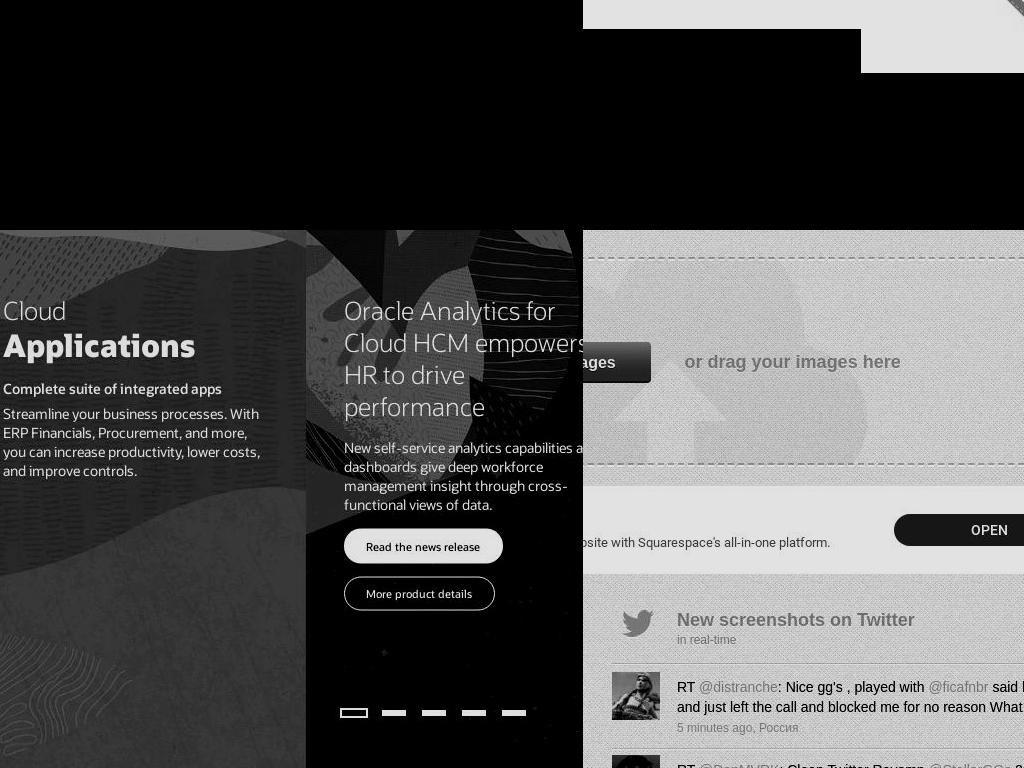 Cloud
Applications
Complete suite of integrated apps
Streamline your business processes. With
ERP Financials, Procurement, and more,
you can increase productivity, lower costs,
and improve controls.
Oracle Analytics for
Cloud HCM empowers
HR to drive
performance
New self-service analytics capabilities a
dashboards give deep workforce
management insight through cross-
functional views of data.
Read the news release
More product details
ages
or drag your images here
OPEN
osite with Squarespace's all-in-one platform.
New screenshots on Twitter
in real-time
RT @distranche: Nice gg's , played with @ficafnbr said
and just left the call and blocked me for no reason What
5 minutes ago, Россия